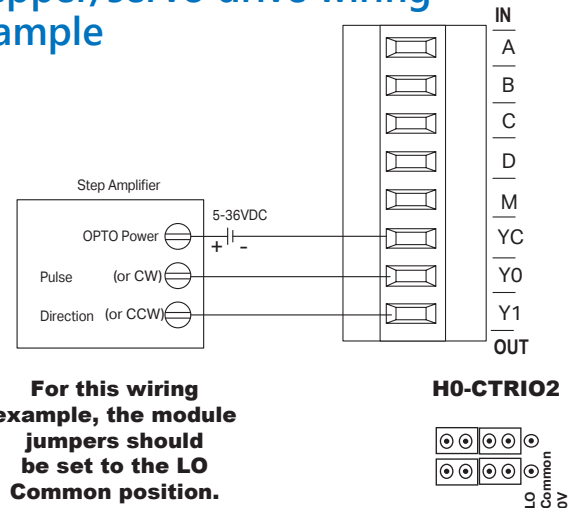 wiring
IN
A
B
C
D
M
YC
Y0
Y1
OUT
Step Amplifier
5-36VDC
OPTO Power
+ -
Pulse (or CW)
Direction (or CCW)
For this wiring
example, the module
jumpers should
be set to the LO
Common position.
H0-CTRIO2
LO
Common
0V